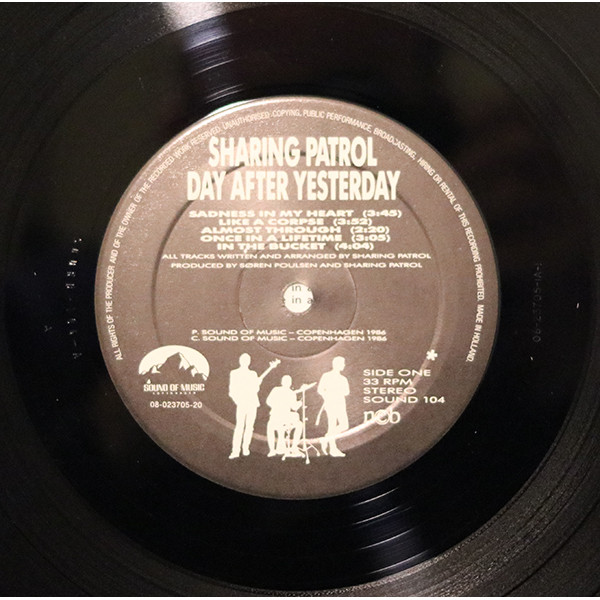 ALL RIGHTS OF THE PRODUCER AND OF THE OWNER OF THE RECORDED WORK RESERVED. UNAUTHORISED COPYING, PUBLIC PERFORMANCE, BROADCASTING, HIRING OR RENTAL OF THIS RECORDING PROHIBITED. MADE IN HOLLAND.
SHARING PATROL
DAY AFTER YESTERDAY
SADNESS IN MY HEART (3:45)
LIKE A CORPSE (3:52)
ALMOST THROUGH (2:20)
ONCE IN A LIFETIME (3:05)
IN THE BUCKET (4:04)
ALL TRACKS WRITTEN AND ARRANGED BY SHARING PATROL
PRODUCED BY SØREN POULSEN AND SHARING PATROL
in
in a
P. SOUND OF MUSIC – COPENHAGEN 1986
C. SOUND OF MUSIC – COPENHAGEN 1986
SOUND OF MUSIC
08-023705-20
SIDE ONE
33 RPM
STEREO
SOUND 104
ncb